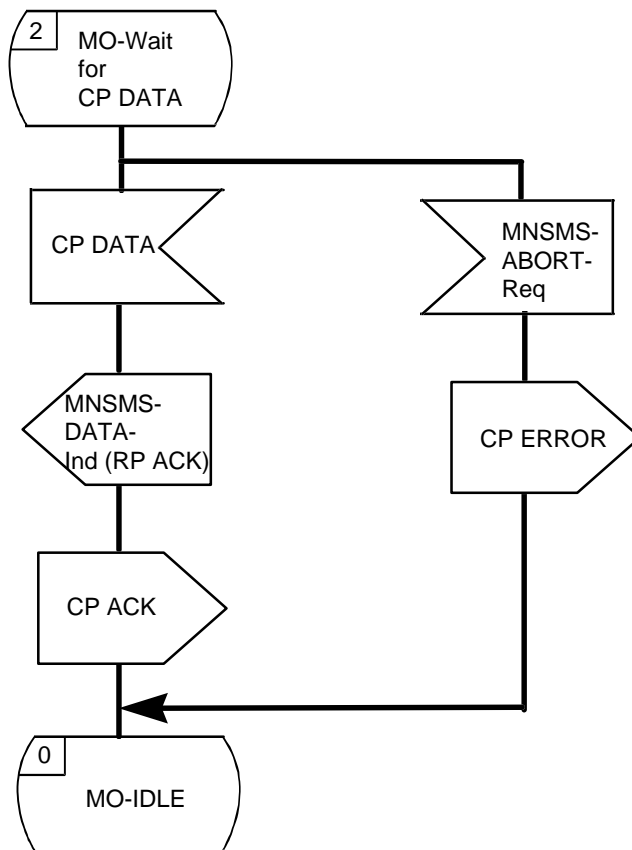 2
MO-Wait
for
CP DATA
CP DATA
MNSMS-
ABORT-
Req
MNSMS-
DATA-
Ind (RP ACK)
CP ERROR
CP ACK
0
MO-IDLE